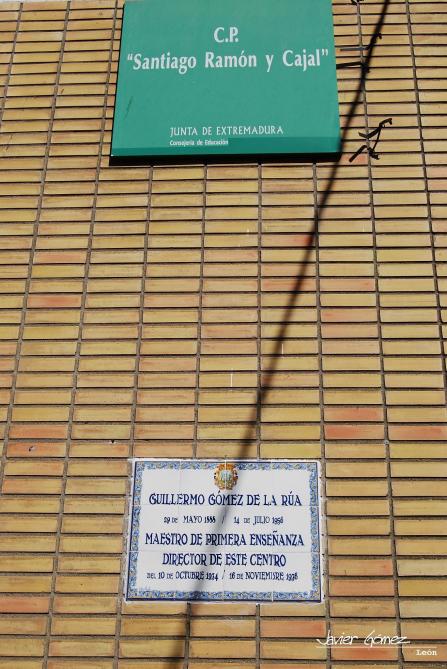 C.P.
"Santiago Ramón y Cajal"
JUNTA DE EXTREMADURA
Consejería de Educación
GUILLERMO GÓMEZ DE LA RÚA
29 DE MAYO 1888 / 14 DE JULIO 1956
MAESTRO DE PRIMERA ENSEÑANZA
DIRECTOR DE ESTE CENTRO
DEL 10 DE OCTUBRE 1934 / 16 DE NOVIEMBRE 1936
Javier Gómez
León